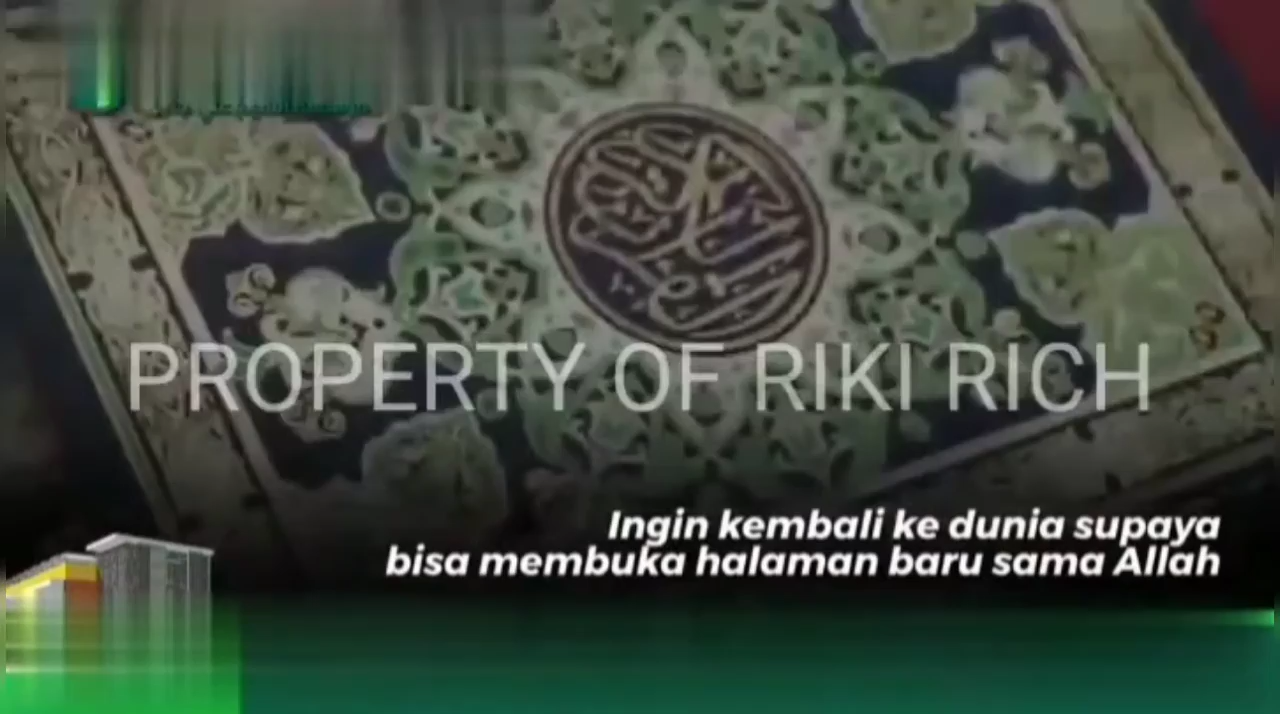 PROPERTY OF RIKI RICH
Ingin kembali ke dunia supaya
bisa membuka halaman baru sama Allah